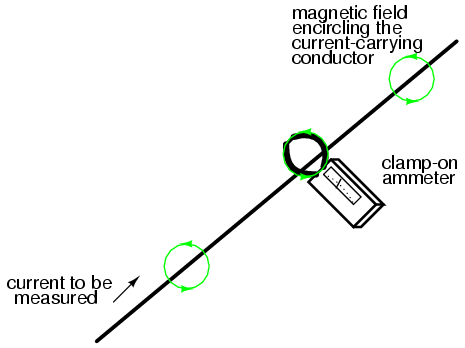 magnetic field
encircling the
current-carrying
conductor
clamp-on
ammeter
current to be
measured